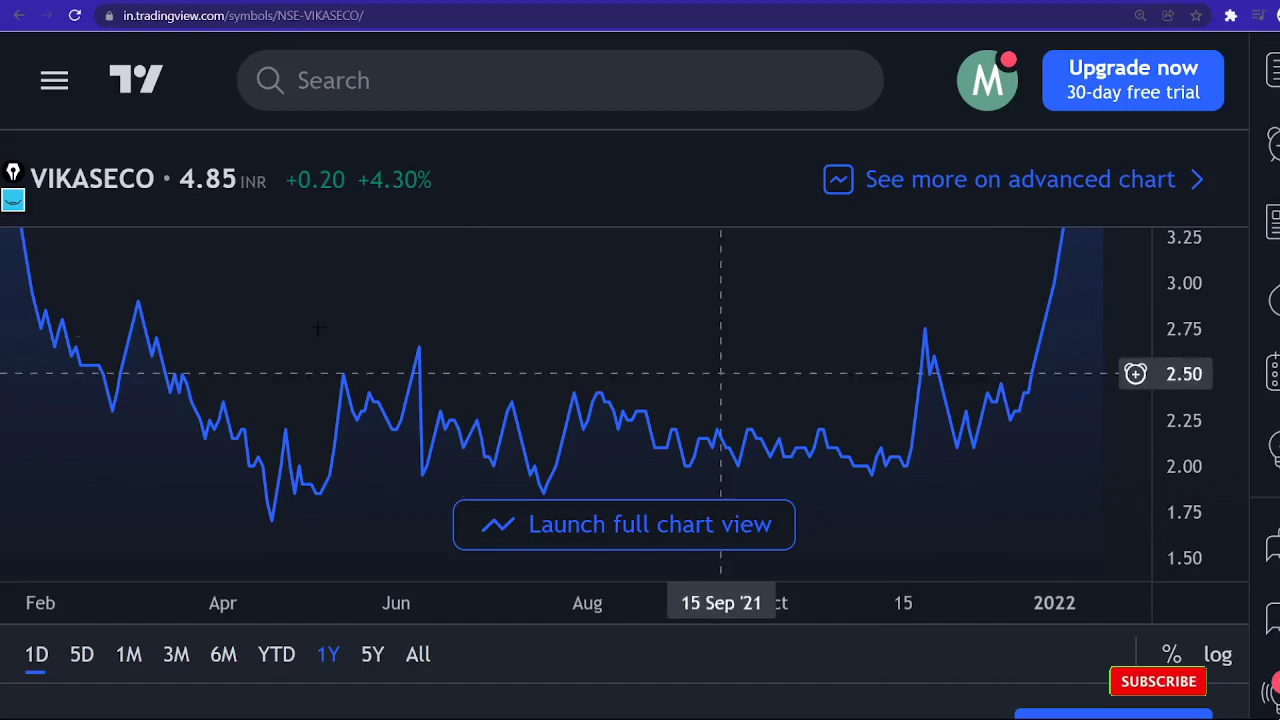 in.tradingview.com/symbols/NSE-VIKASECO/
Search
M
Upgrade now
30-day free trial
VIKASECO • 4.85 INR +0.20 +4.30%
See more on advanced chart
3.25
3.00
2.75
2.50
2.25
2.00
1.75
1.50
Launch full chart view
Feb Apr Jun Aug 15 Sep '21 ct 15 2022
1D 5D 1M 3M 6M YTD 1Y 5Y All % log
SUBSCRIBE